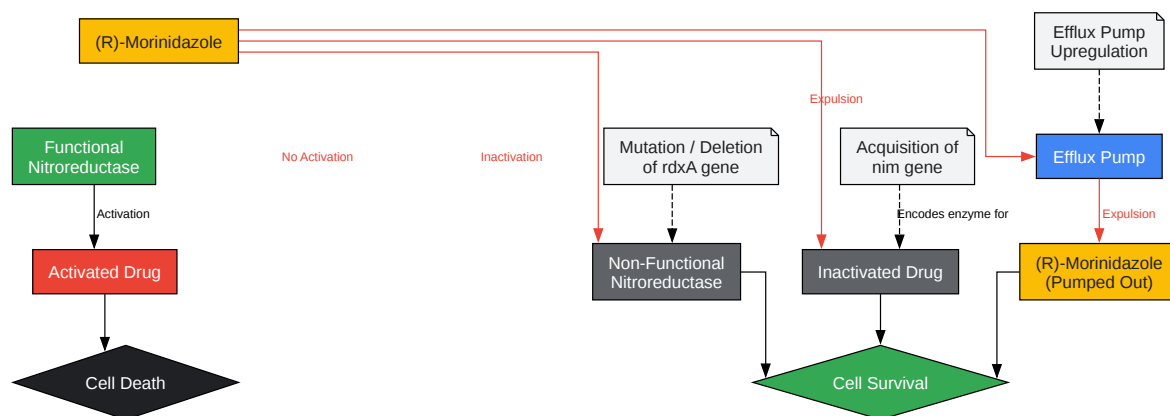 (R)-Morinidazole
Efflux Pump
Upregulation
Expulsion
Functional
Nitroreductase
No Activation
Inactivation
Mutation / Deletion
of rdxA gene
Acquisition of
nim gene
Efflux Pump
Activation
Encodes enzyme for
Expulsion
Activated Drug
Non-Functional
Nitroreductase
Inactivated Drug
(R)-Morinidazole
(Pumped Out)
Cell Death
Cell Survival